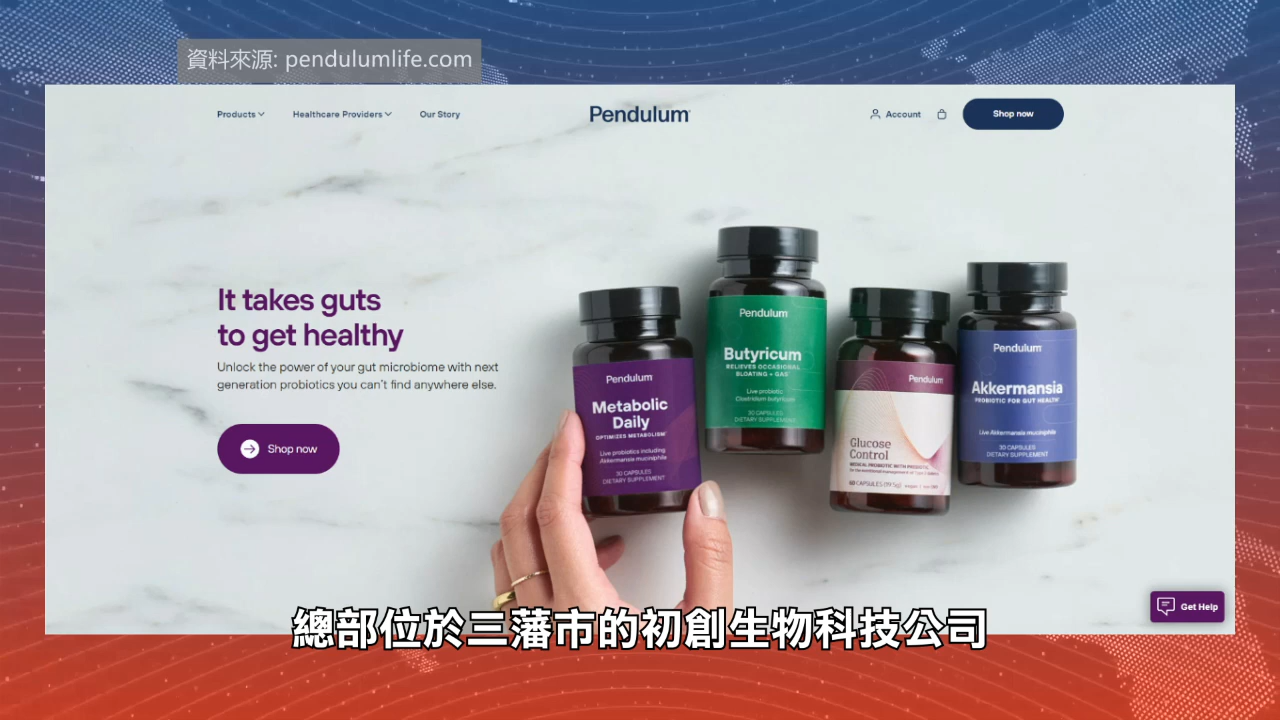 資料來源: pendulumlife.com
Products
Healthcare Providers
Our Story
Pendulum
Account
Shop now
It takes guts
to get healthy
Unlock the power of your gut microbiome with next
generation probiotics you can't find anywhere else.
Shop now
Pendulum
Metabolic
Daily
OPTIMIZES METABOLISM
Live probiotics including
Akkermansia muciniphila
30 CAPSULES
DIETARY SUPPLEMENT
Pendulum
Butyricum
RELIEVES OCCASIONAL
BLOATING + GAS
Live probiotic
Clostridium butyricum
30 CAPSULES
DIETARY SUPPLEMENT
Pendulum
Glucose
Control
MEDICAL PROBIOTIC WITH PREBIOTIC
60 CAPSULES
Pendulum
Akkermansia
PROBIOTIC FOR GUT HEALTH
Live Akkermansia muciniphila
30 CAPSULES
DIETARY SUPPLEMENT
Get Help
總部位於三藩市的初創生物科技公司